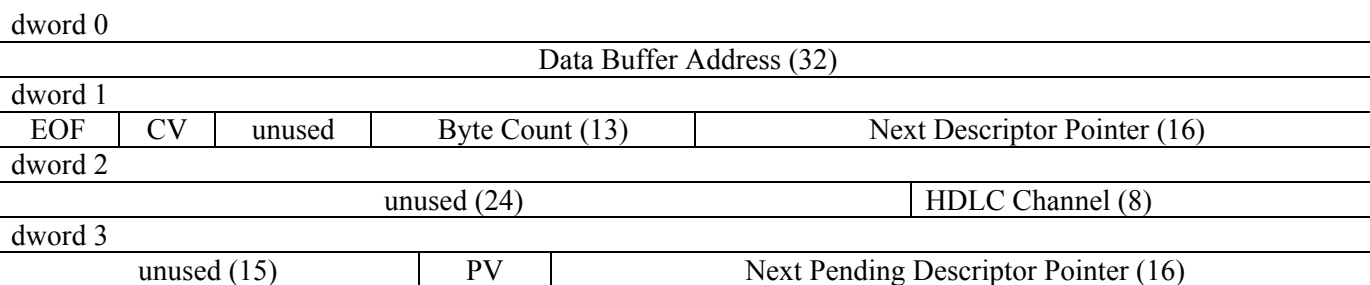 dword 0
Data Buffer Address (32)
dword 1
EOF CV unused Byte Count (13) Next Descriptor Pointer (16)
dword 2
unused (24) HDLC Channel (8)
dword 3
unused (15) PV Next Pending Descriptor Pointer (16)